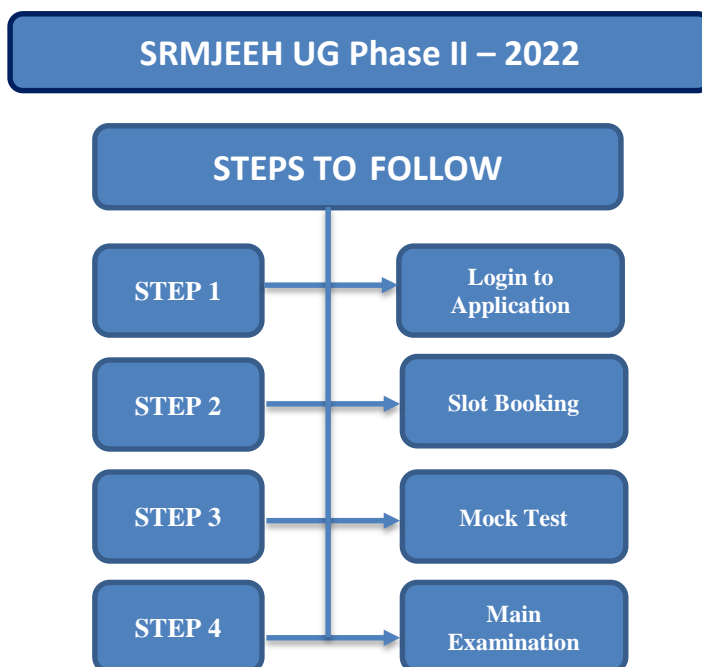 SRMJEEH UG Phase II – 2022
STEPS TO FOLLOW
STEP 1
Login to
Application
STEP 2
Slot Booking
STEP 3
Mock Test
STEP 4
Main
Examination